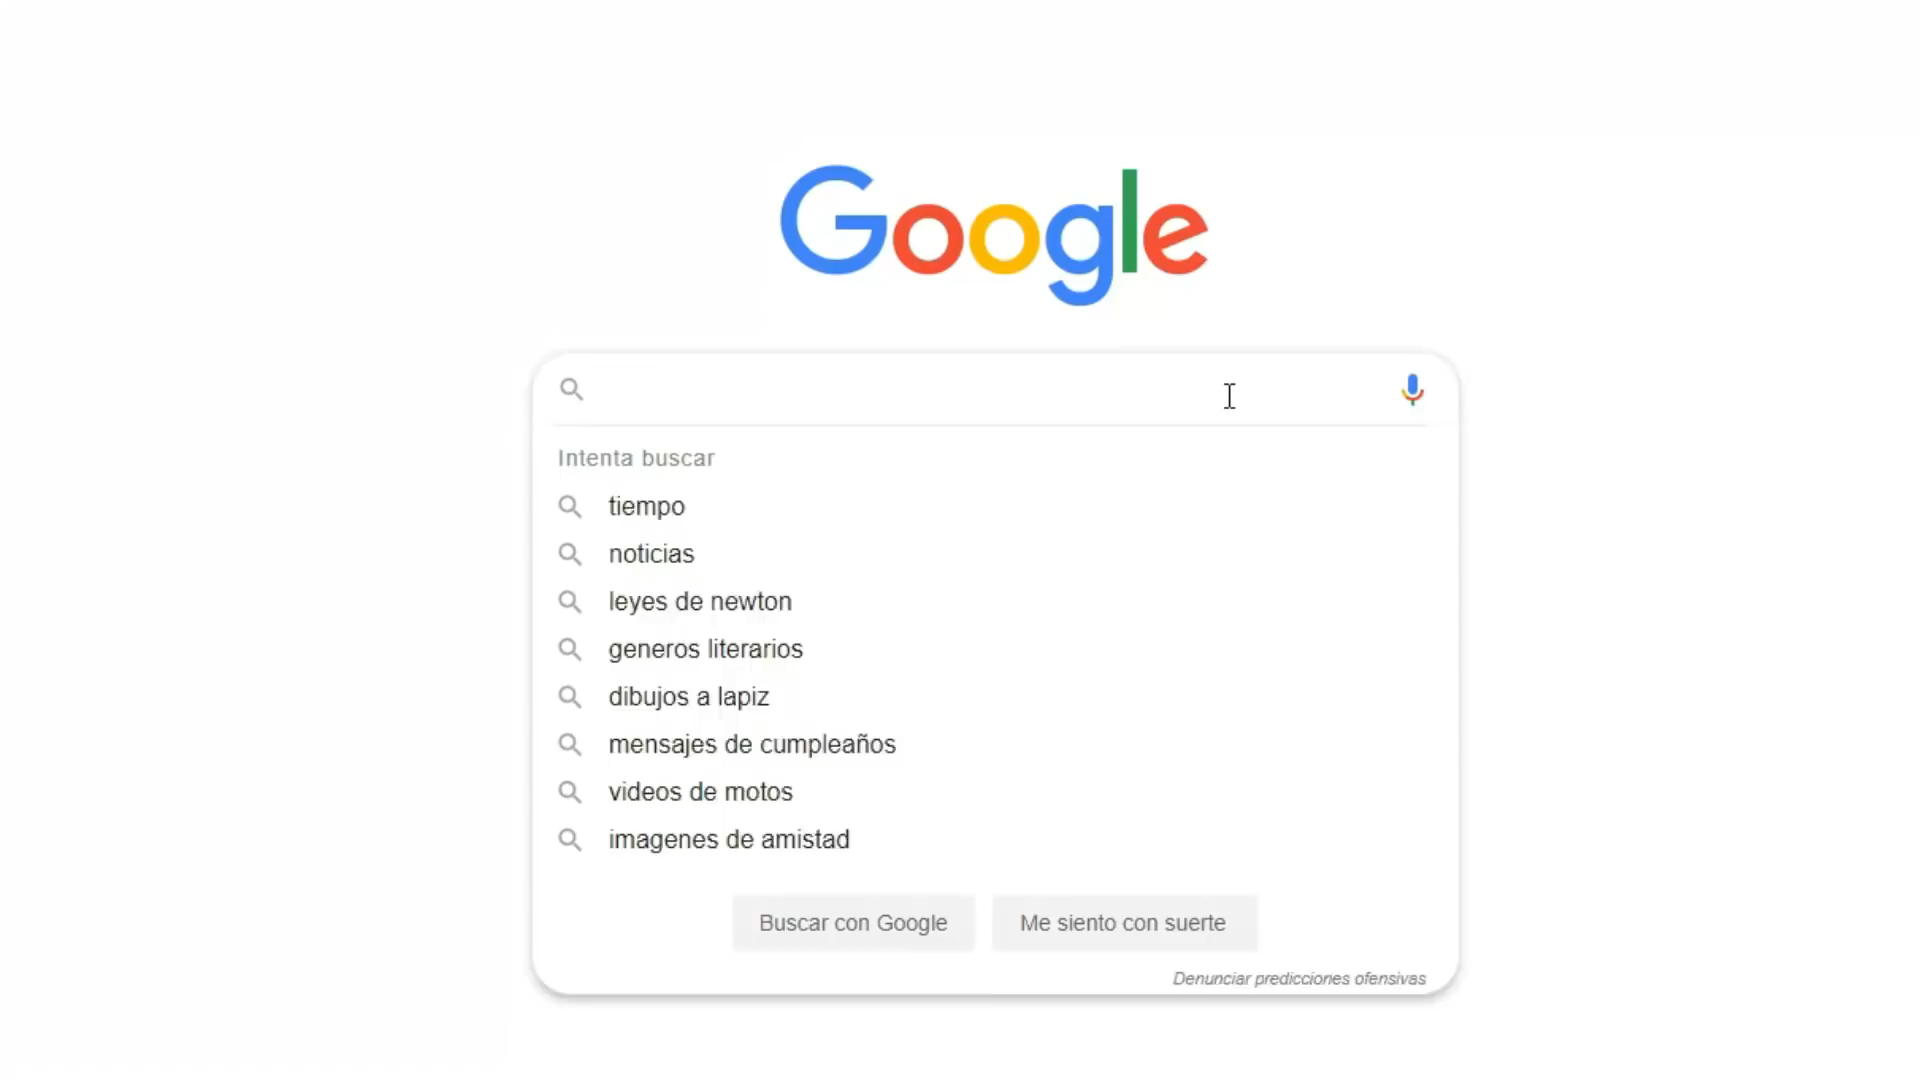 Google
Intenta buscar
tiempo
noticias
leyes de newton
generos literarios
dibujos a lapiz
mensajes de cumpleaños
videos de motos
imagenes de amistad
Buscar con Google
Me siento con suerte
Denunciar predicciones ofensivas